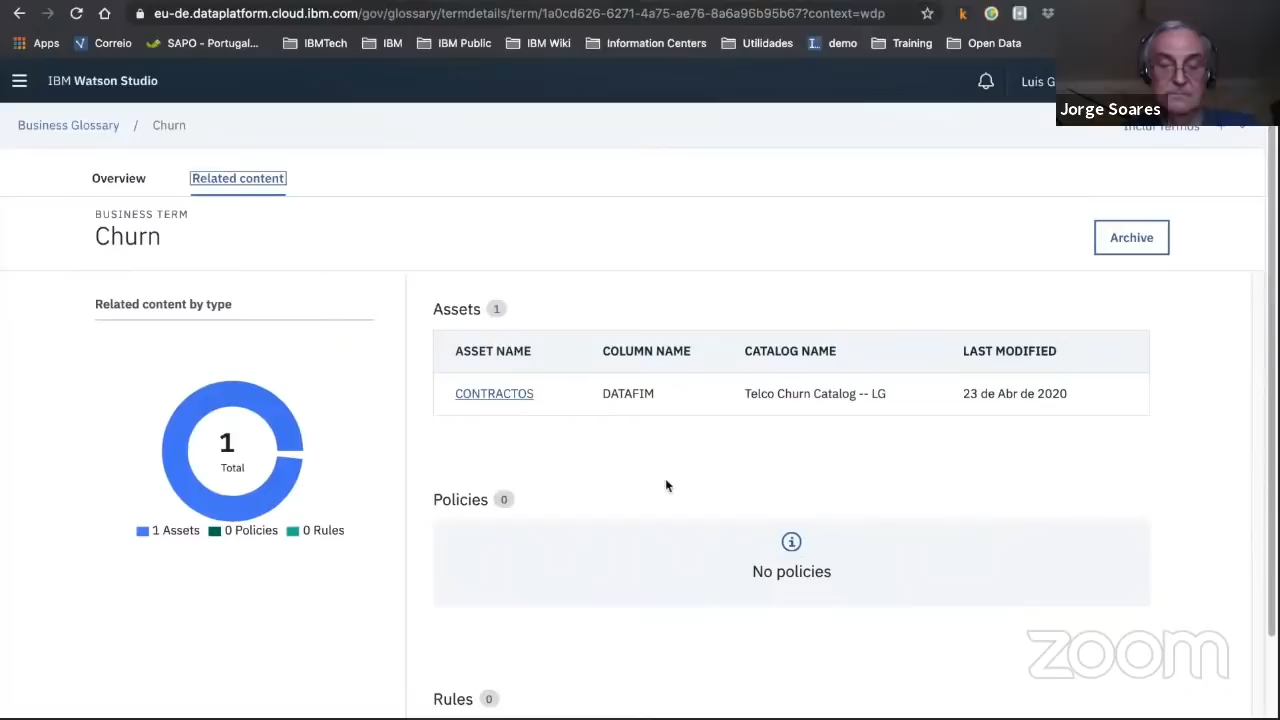 eu-de.dataplatform.cloud.ibm.com/gov/glossary/termdetails/term/1a0cd626-6271-4a75-ae76-8a6a96b95b67?context=wdp
Apps Correio SAPO - Portugal... IBMTech IBM IBM Public IBM Wiki Information Centers Utilidades demo Training Open Data
IBM Watson Studio
Luis G
Jorge Soares
Business Glossary / Churn
Incluir Termos
Overview Related content
BUSINESS TERM
Churn
Archive
Related content by type
1
Total
1 Assets 0 Policies 0 Rules
Assets 1
ASSET NAME COLUMN NAME CATALOG NAME LAST MODIFIED
CONTRACTOS DATAFIM Telco Churn Catalog -- LG 23 de Abr de 2020
Policies 0
No policies
Rules 0
zoom